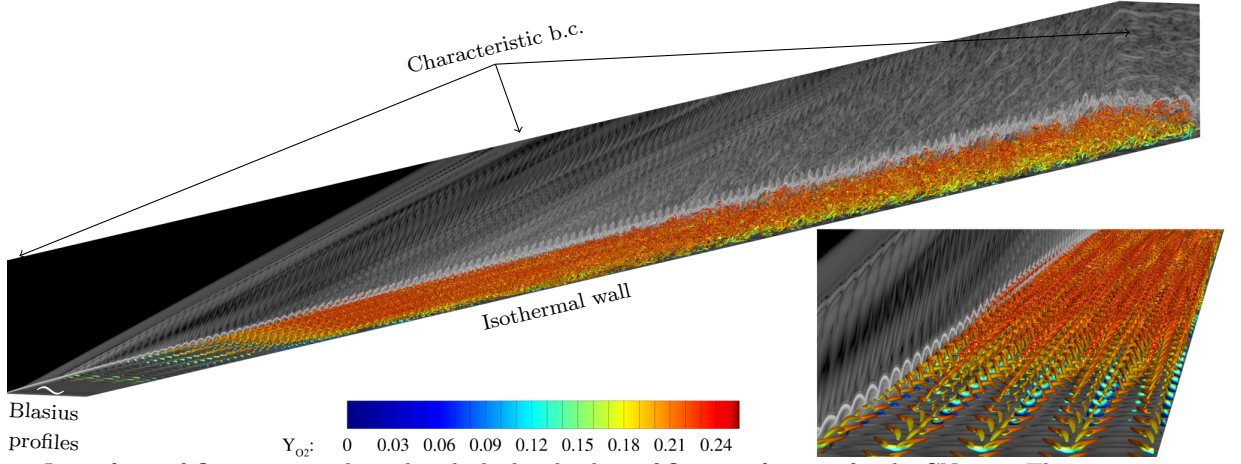 Characteristic b.c.
Isothermal wall
Blasius
profiles
Y_O2: 0 0.03 0.06 0.09 0.12 0.15 0.18 0.21 0.24